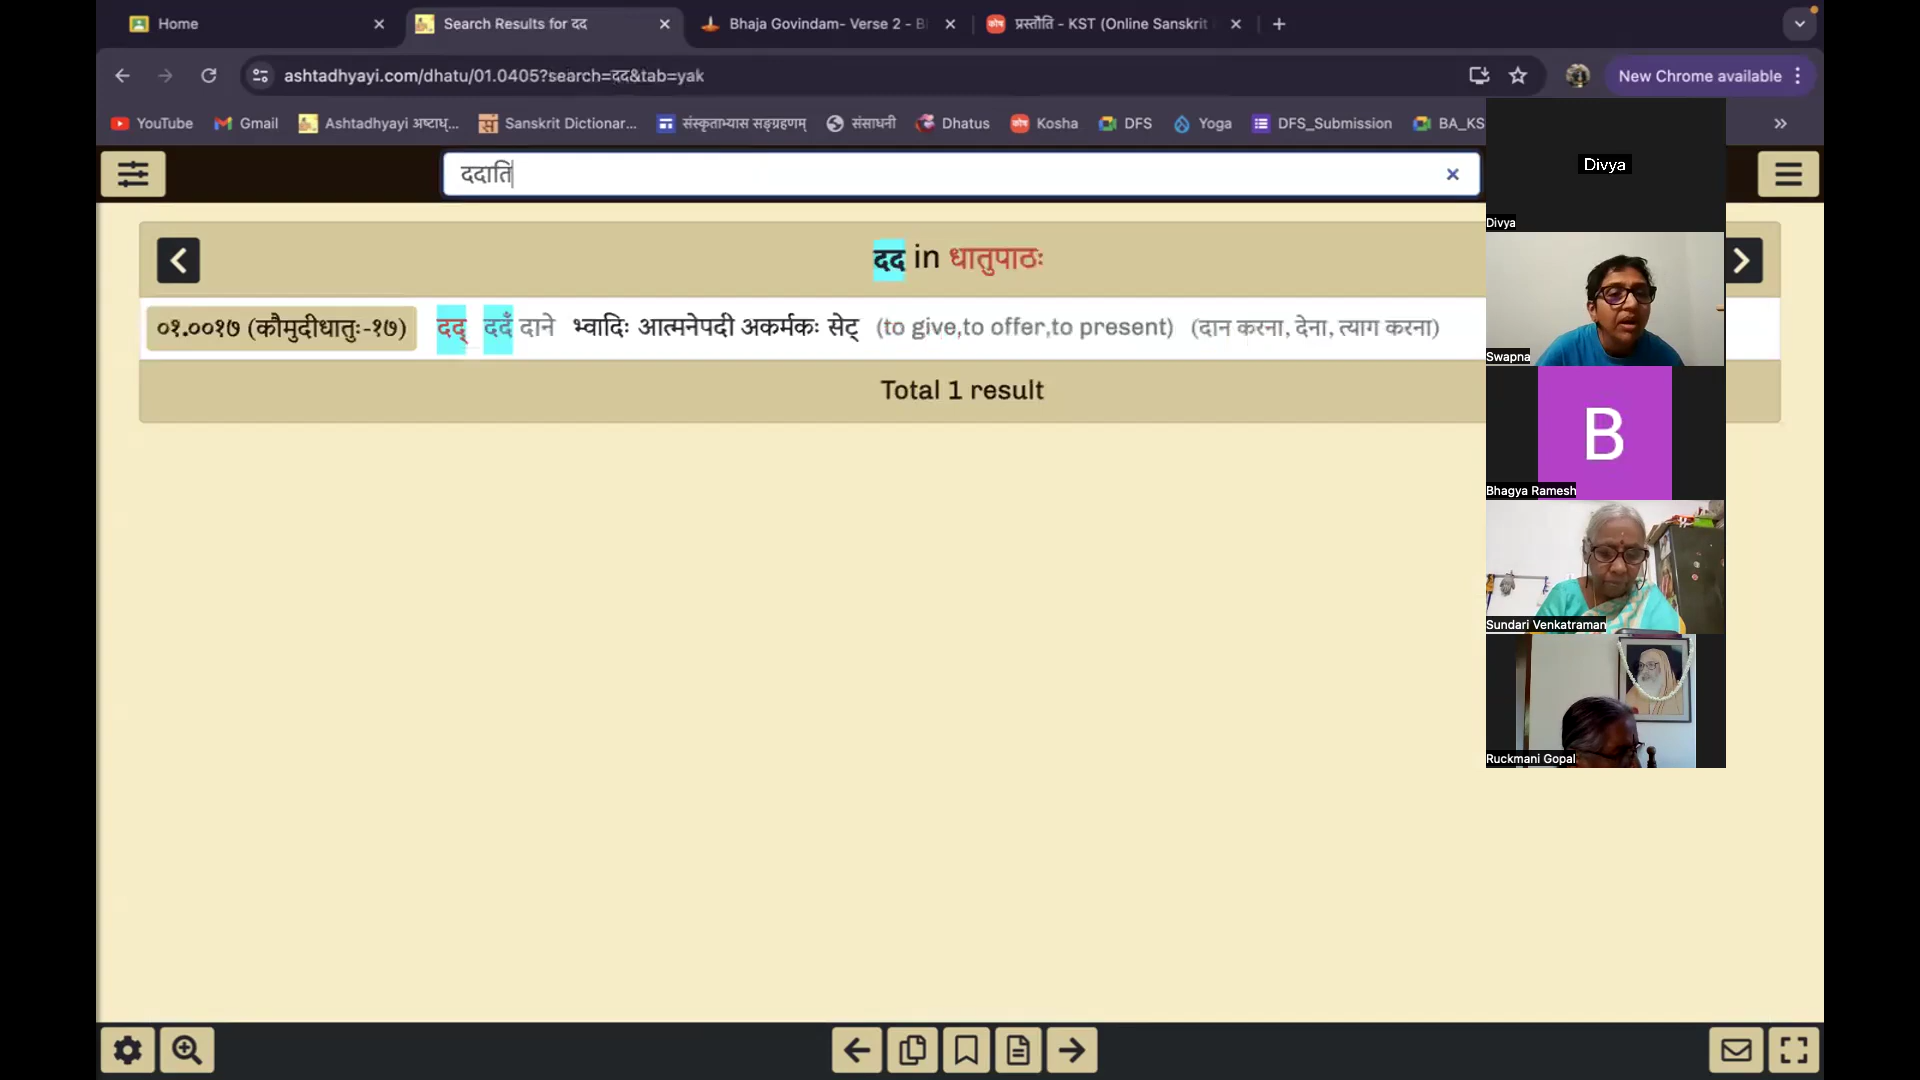 Home
Search Results for दद
Bhaja Govindam- Verse 2 - B
प्रस्तौति - KST (Online Sanskrit
ashtadhyayi.com/dhatu/01.0405?search=दद&tab=yak
New Chrome available
YouTube
Gmail
Ashtadhyayi अष्टाध्...
Sanskrit Dictionar...
संस्कृताभ्यास सङ्ग्रहणम्
संसाधनी
Dhatus
Kosha
DFS
Yoga
DFS_Submission
BA_KS
ददाति
दद in धातुपाठः
०१.००१७ (कौमुदीधातुः-१७) दद् ददँ दाने भ्वादिः आत्मनेपदी अकर्मकः सेट् (to give,to offer,to present) (दान करना, देना, त्याग करना)
Total 1 result
Divya
Divya
Swapna
B
Bhagya Ramesh
Sundari Venkatraman
Ruckmani Gopal